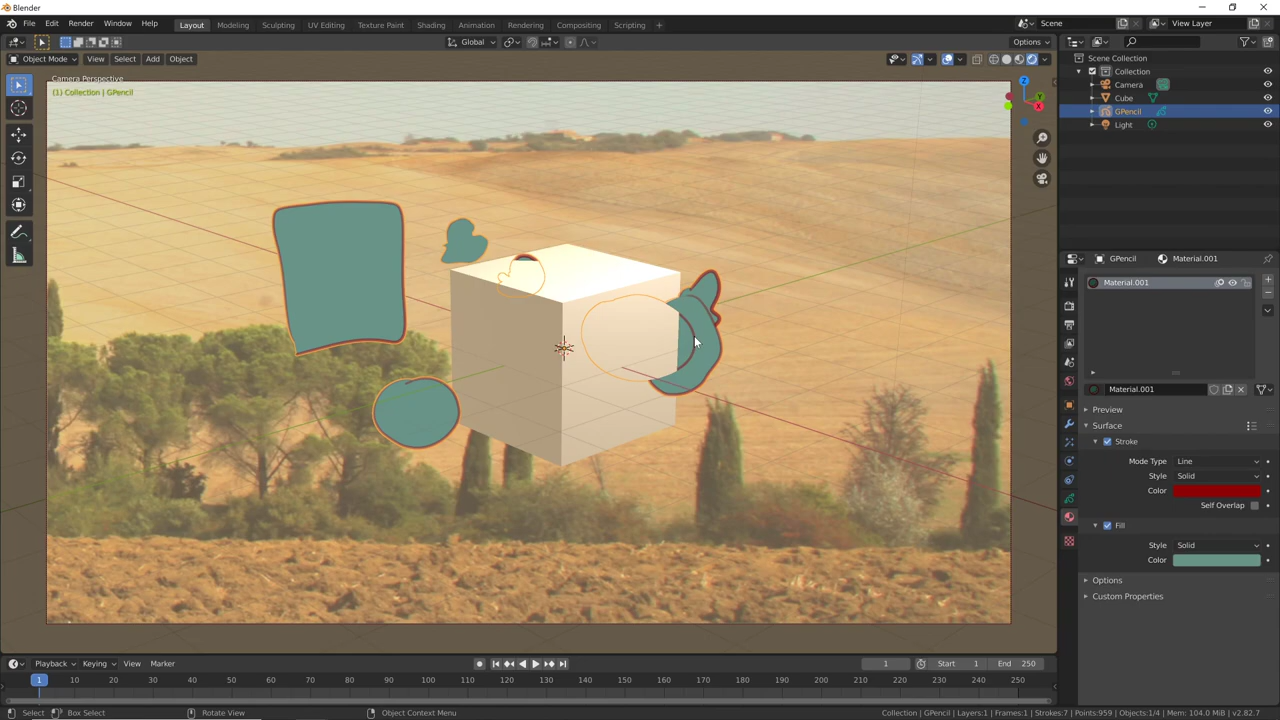 Blender
File Edit Render Window Help Layout Modeling Sculpting UV Editing Texture Paint Shading Animation Rendering Compositing Scripting + Scene View Layer
Global Options
Object Mode View Select Add Object
Camera Perspective
(1) Collection | GPencil
Z
Y
X
Scene Collection
Collection
Camera
Cube
GPencil
Light
GPencil Material.001
Material.001
Material.001
Preview
Surface
Stroke
Mode Type Line
Style Solid
Color
Self Overlap
Fill
Style Solid
Color
Options
Custom Properties
Playback Keying View Marker 1 Start 1 End 250
1 10 20 30 40 50 60 70 80 90 100 110 120 130 140 150 160 170 180 190 200 210 220 230 240 250
Select Box Select Rotate View Object Context Menu Collection | GPencil | Layers:1 | Frames:1 | Strokes:7 | Points:959 | Objects:1/4 | Mem: 104.0 MiB | v2.82.7